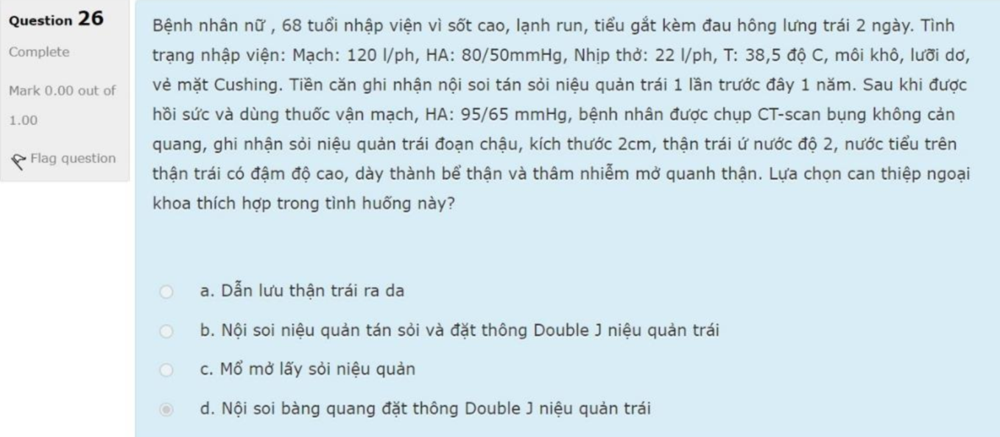 Question 26
Complete
Mark 0.00 out of
1.00
Flag question
Bệnh nhân nữ , 68 tuổi nhập viện vì sốt cao, lạnh run, tiểu gắt kèm đau hông lưng trái 2 ngày. Tình
trạng nhập viện: Mạch: 120 l/ph, HA: 80/50mmHg, Nhịp thở: 22 l/ph, T: 38,5 độ C, môi khô, lưỡi dơ,
vẻ mặt Cushing. Tiền căn ghi nhận nội soi tán sỏi niệu quản trái 1 lần trước đây 1 năm. Sau khi được
hồi sức và dùng thuốc vận mạch, HA: 95/65 mmHg, bệnh nhân được chụp CT-scan bụng không cản
quang, ghi nhận sỏi niệu quản trái đoạn chậu, kích thước 2cm, thận trái ứ nước độ 2, nước tiểu trên
thận trái có đậm độ cao, dày thành bể thận và thâm nhiễm mở quanh thận. Lựa chọn can thiệp ngoại
khoa thích hợp trong tình huống này?
a. Dẫn lưu thận trái ra da
b. Nội soi niệu quản tán sỏi và đặt thông Double J niệu quản trái
c. Mổ mở lấy sỏi niệu quản
d. Nội soi bàng quang đặt thông Double J niệu quản trái